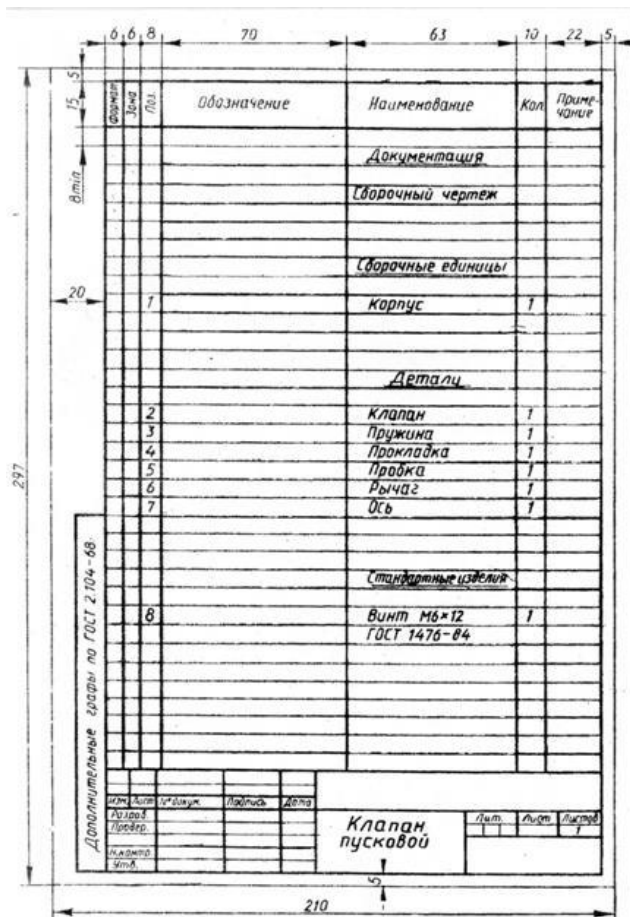 6 6 8 70 63 10 22 5
5
15
8min
Формат Зона Поз. Обозначение Наименование Кол Приме-
чание
Документация
Сборочный чертеж
Сборочные единицы
20
1 Корпус 1
Детали
2 Клапан 1
3 Пружина 1
4 Прокладка 1
5 Пробка 1
6 Рычаг 1
7 Ось 1
297
Стандартные изделия
8 Винт М6×12 1
ГОСТ 1476-84
Дополнительные графы по ГОСТ 2.104-68.
Изм. Лист № докум. Подпись Дата
Разраб.
Провер.
Н.контр.
Утв.
Клапан
пусковой
Лит. Лист Листов
1
5
210